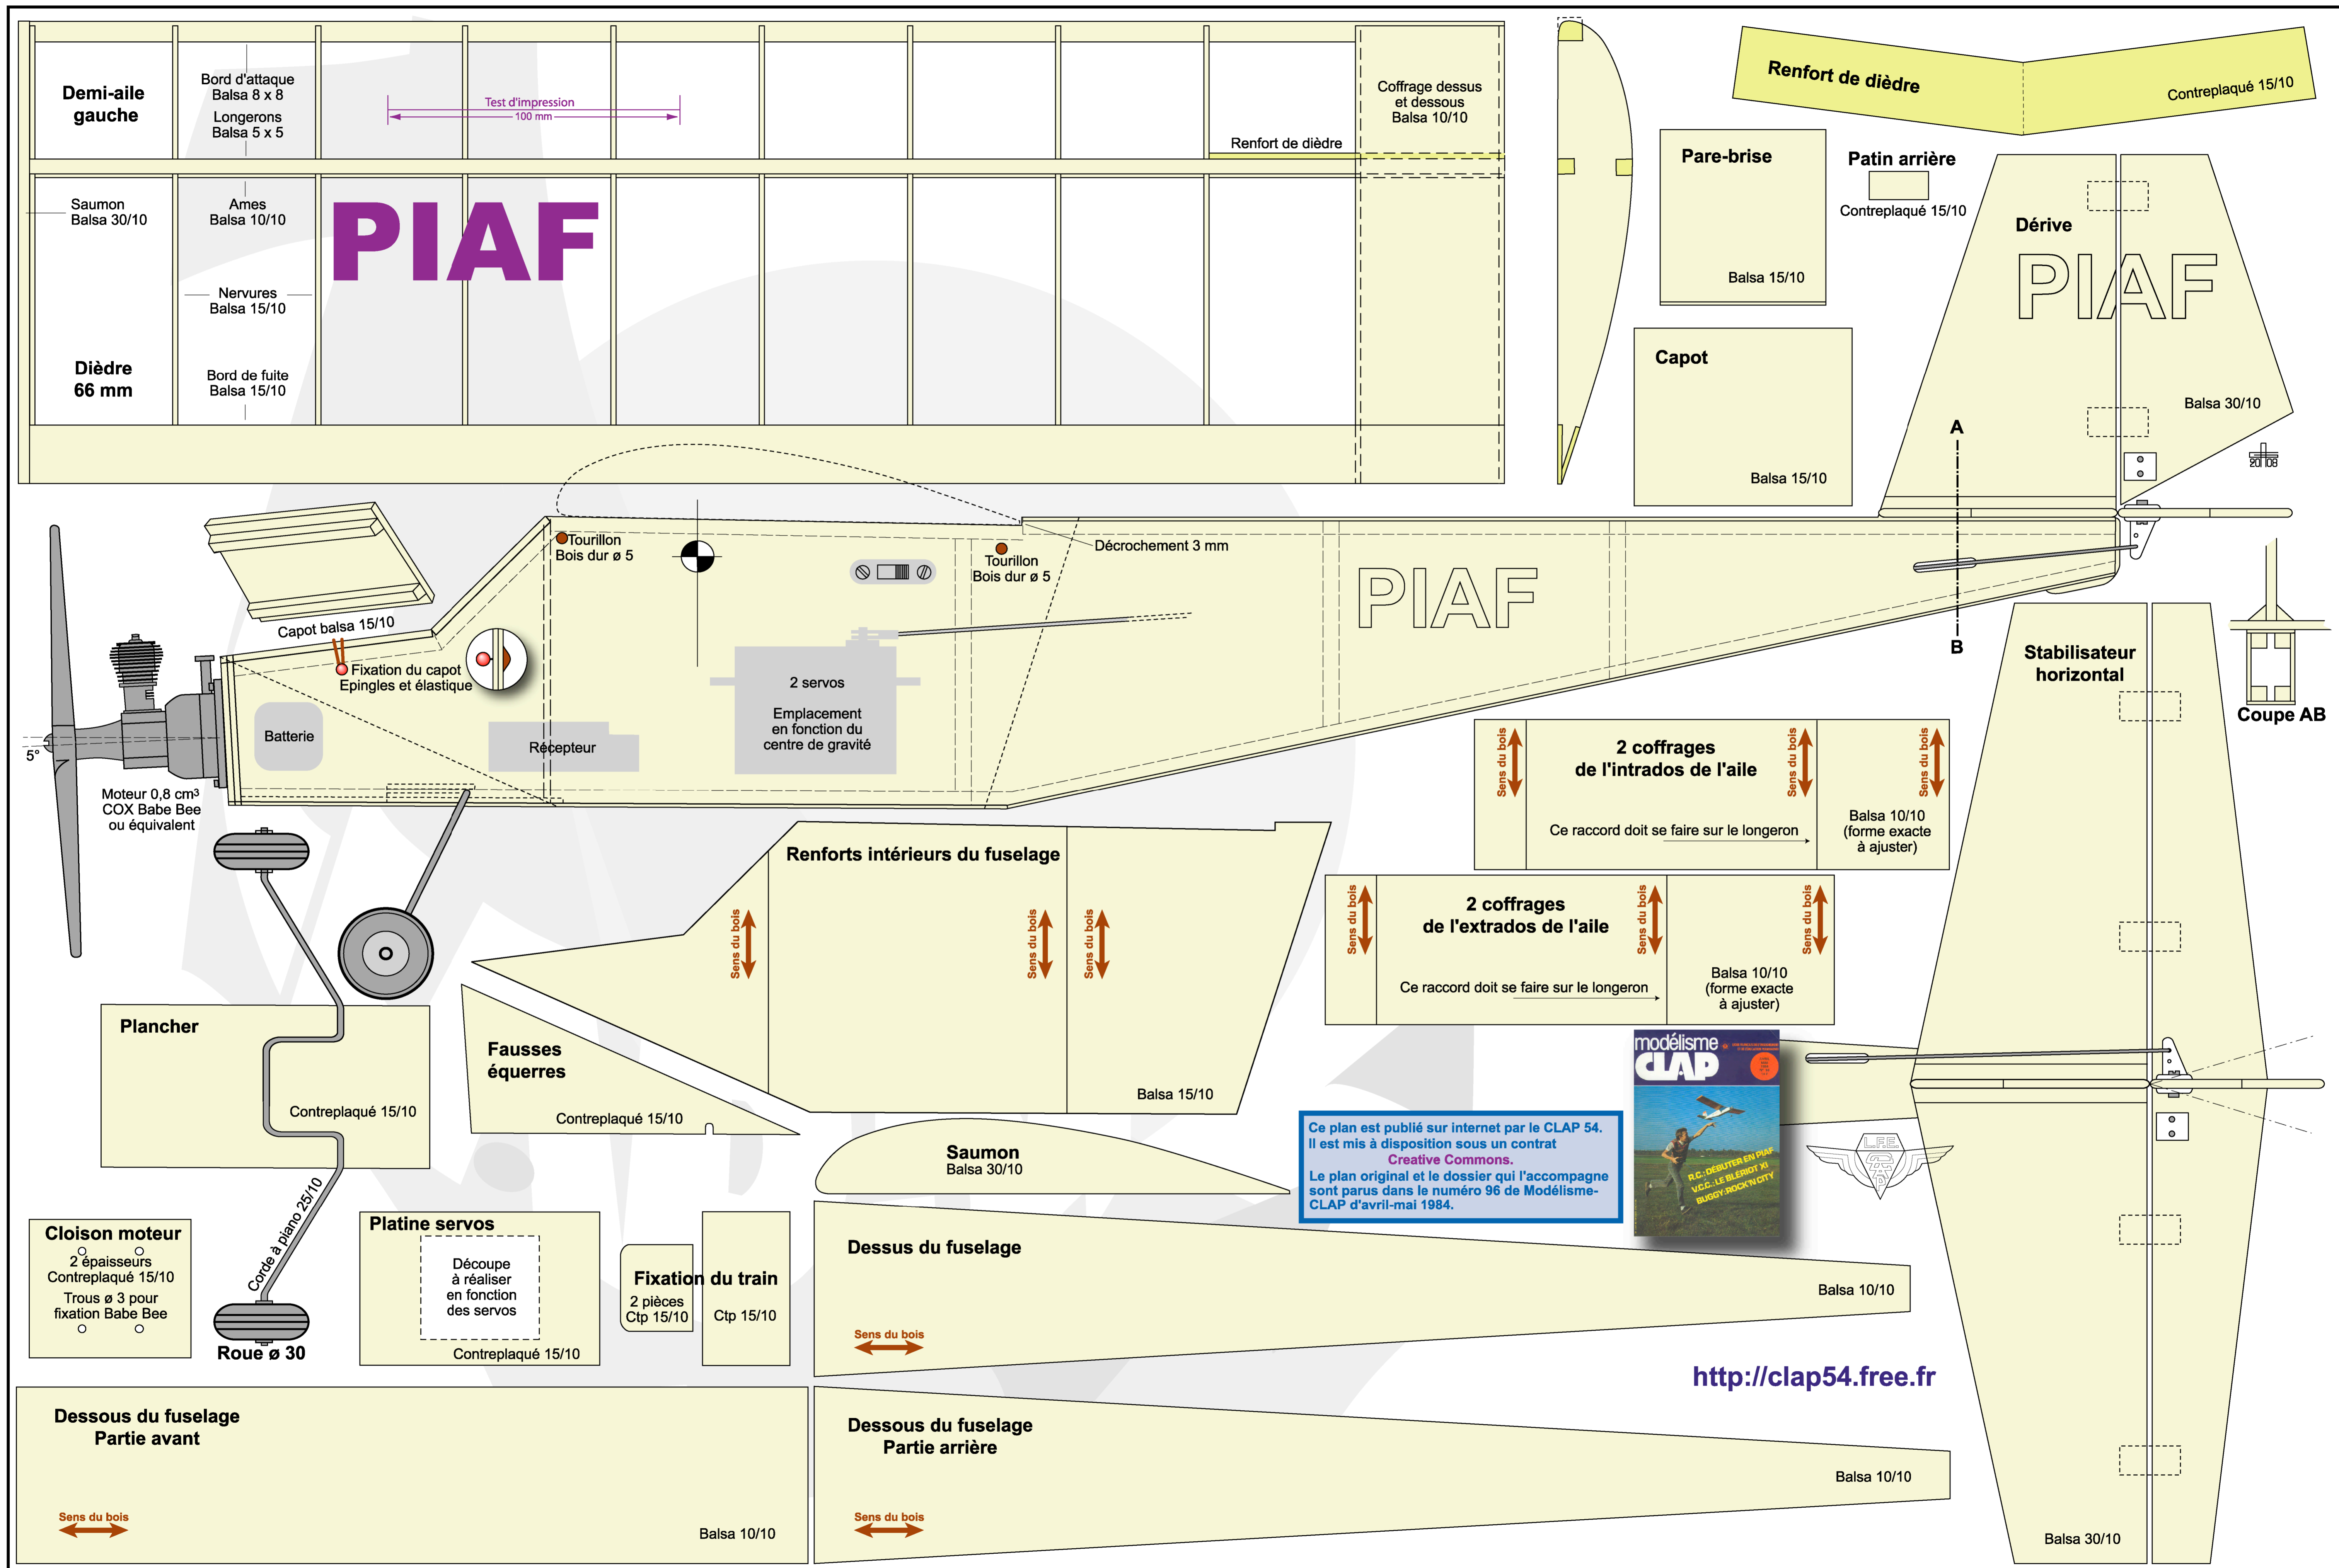 Demi-aile
gauche
Bord d'attaque
Balsa 8 x 8
Longerons
Balsa 5 x 5
Test d'impression
100 mm
Renfort de dièdre
Coffrage dessus
et dessous
Balsa 10/10
Saumon
Balsa 30/10
Ames
Balsa 10/10
PIAF
Nervures
Balsa 15/10
Dièdre
66 mm
Bord de fuite
Balsa 15/10
Renfort de dièdre
Contreplaqué 15/10
Pare-brise
Balsa 15/10
Patin arrière
Contreplaqué 15/10
Dérive
PIAF
Balsa 30/10
Capot
Balsa 15/10
A
B
20 08
Capot balsa 15/10
Tourillon
Bois dur ø 5
Tourillon
Bois dur ø 5
Décrochement 3 mm
PIAF
Fixation du capot
Epingles et élastique
Batterie
Récepteur
2 servos
Emplacement
en fonction du
centre de gravité
5°
Moteur 0,8 cm³
COX Babe Bee
ou équivalent
Stabilisateur
horizontal
Coupe AB
Sens du bois
2 coffrages
de l'intrados de l'aile
Sens du bois
Sens du bois
Ce raccord doit se faire sur le longeron
Balsa 10/10
(forme exacte
à ajuster)
Renforts intérieurs du fuselage
Sens du bois
Sens du bois
Sens du bois
Balsa 15/10
Sens du bois
2 coffrages
de l'extrados de l'aile
Sens du bois
Sens du bois
Ce raccord doit se faire sur le longeron
Balsa 10/10
(forme exacte
à ajuster)
Plancher
Contreplaqué 15/10
Fausses
équerres
Contreplaqué 15/10
Saumon
Balsa 30/10
Ce plan est publié sur internet par le CLAP 54.
Il est mis à disposition sous un contrat
Creative Commons.
Le plan original et le dossier qui l'accompagne
sont parus dans le numéro 96 de Modélisme-
CLAP d'avril-mai 1984.
modélisme
CLAP
R.C.: DÉBUTER EN PIAF
V.C.C.: LE BLÉRIOT XI
BUGGY: ROCK'N CITY
L.F.E.
CLAP
Corde à piano 25/10
Cloison moteur
2 épaisseurs
Contreplaqué 15/10
Trous ø 3 pour
fixation Babe Bee
Roue ø 30
Platine servos
Découpe
à réaliser
en fonction
des servos
Contreplaqué 15/10
Fixation du train
2 pièces
Ctp 15/10
Ctp 15/10
Dessus du fuselage
Balsa 10/10
Sens du bois
http://clap54.free.fr
Dessous du fuselage
Partie avant
Sens du bois
Balsa 10/10
Dessous du fuselage
Partie arrière
Sens du bois
Balsa 10/10
Balsa 30/10